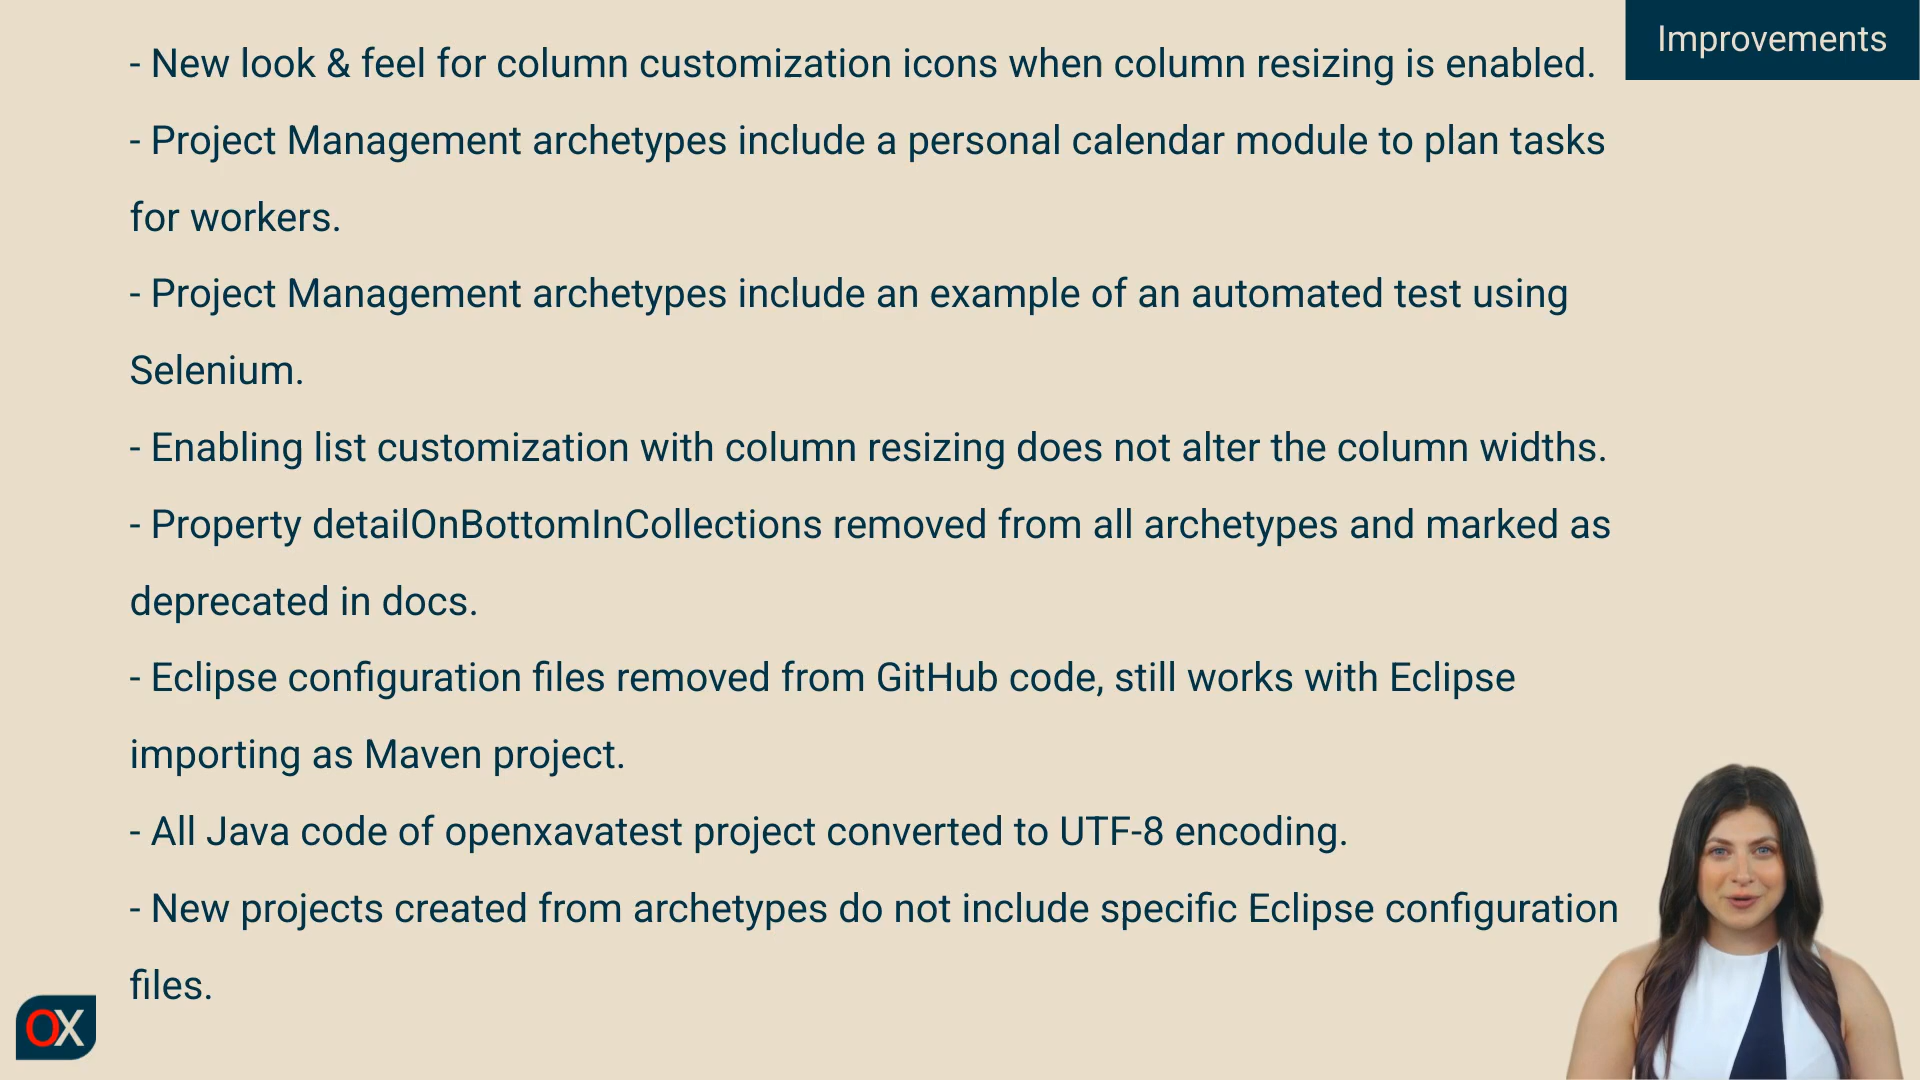 Improvements
- New look & feel for column customization icons when column resizing is enabled.
- Project Management archetypes include a personal calendar module to plan tasks
for workers.
- Project Management archetypes include an example of an automated test using
Selenium.
- Enabling list customization with column resizing does not alter the column widths.
- Property detailOnBottomInCollections removed from all archetypes and marked as
deprecated in docs.
- Eclipse configuration files removed from GitHub code, still works with Eclipse
importing as Maven project.
- All Java code of openxavatest project converted to UTF-8 encoding.
- New projects created from archetypes do not include specific Eclipse configuration
files.
OX